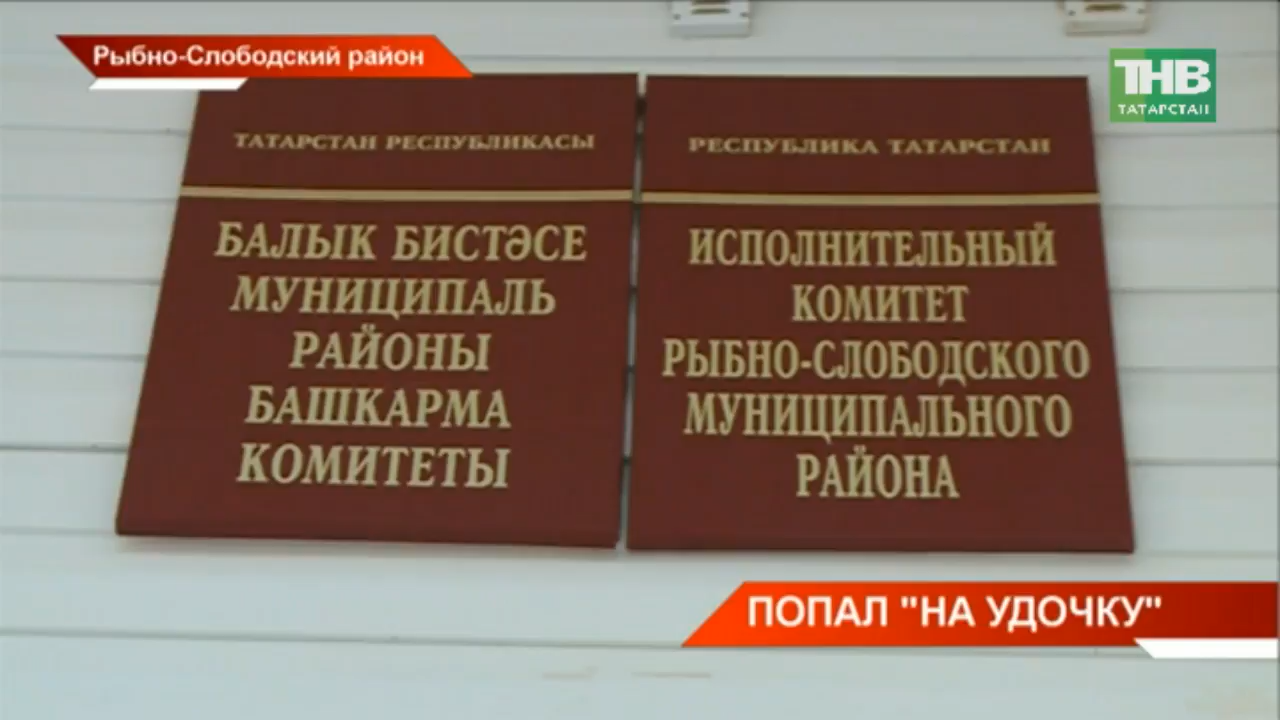 Рыбно-Слободский район
ТНВ
ТАТАРСТАН
ТАТАРСТАН РЕСПУБЛИКАСЫ
БАЛЫК БИСТӘСЕ
МУНИЦИПАЛЬ
РАЙОНЫ
БАШКАРМА
КОМИТЕТЫ
РЕСПУБЛИКА ТАТАРСТАН
ИСПОЛНИТЕЛЬНЫЙ
КОМИТЕТ
РЫБНО-СЛОБОДСКОГО
МУНИЦИПАЛЬНОГО
РАЙОНА
ПОПАЛ "НА УДОЧКУ"